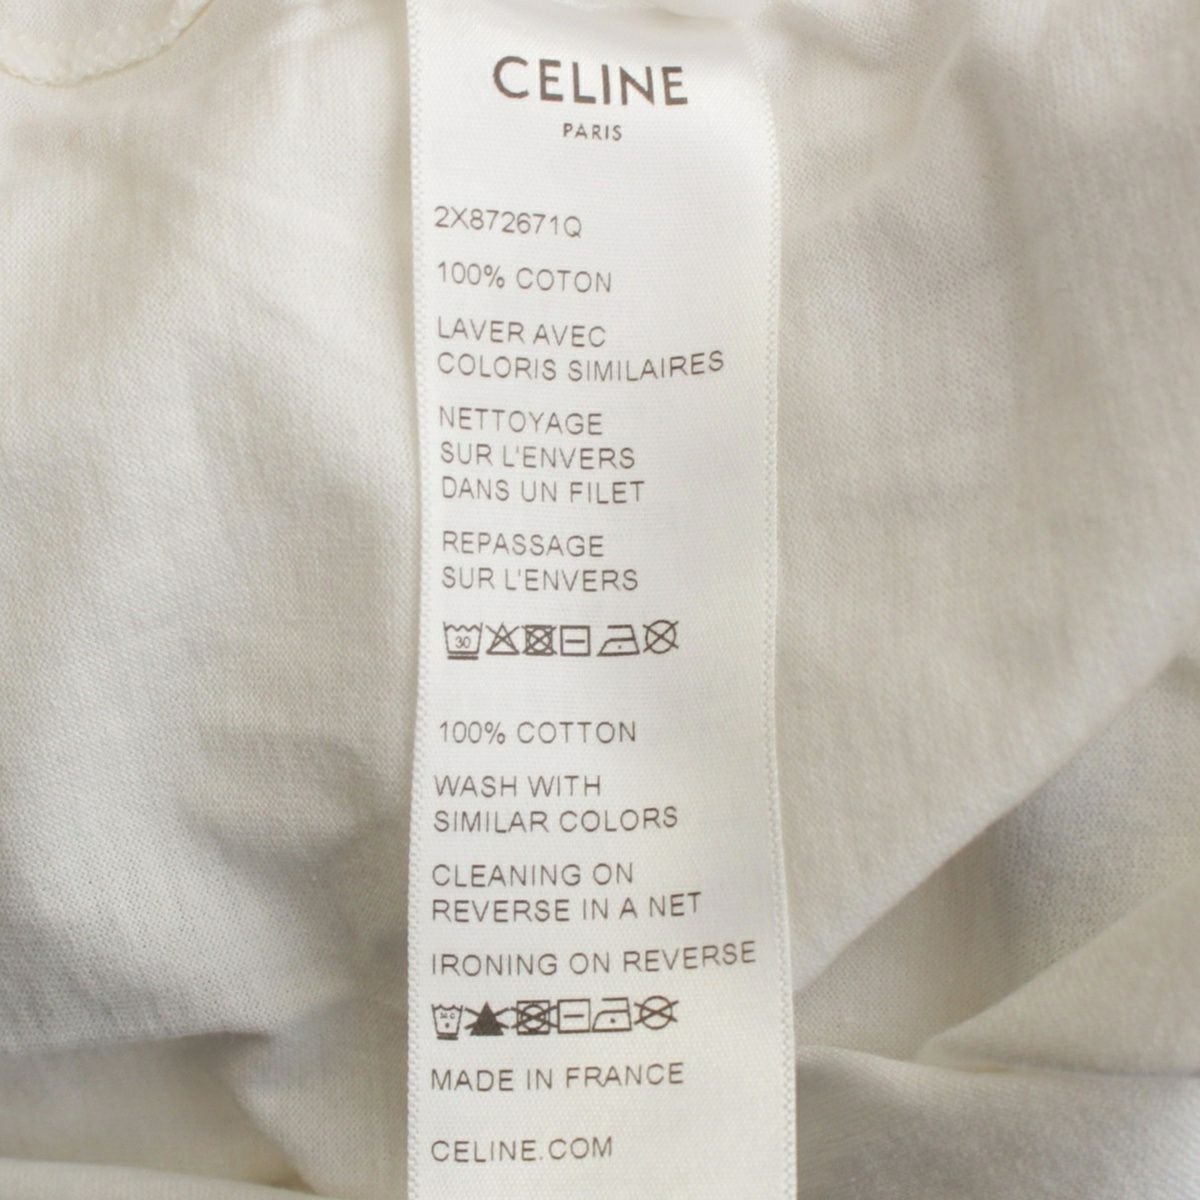 CELINE
PARIS
2X872671Q
100% COTON
LAVER AVEC
COLORIS SIMILAIRES
NETTOYAGE
SUR L'ENVERS
DANS UN FILET
REPASSAGE
SUR L'ENVERS
30
100% COTTON
WASH WITH
SIMILAR COLORS
CLEANING ON
REVERSE IN A NET
IRONING ON REVERSE
MADE IN FRANCE
CELINE.COM